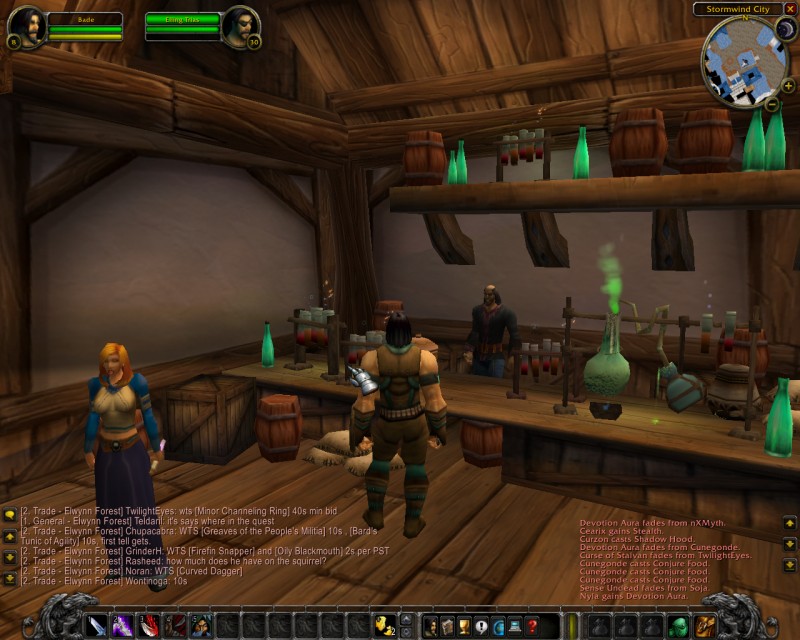 Stormwind City
Bade
Elling Trias
8
30
N
[2. Trade - Elwynn Forest] TwilightEyes: wts [Minor Channeling Ring] 40s min bid
[1. General - Elwynn Forest] Teldaril: it's says where in the quest
[2. Trade - Elwynn Forest] Chupacabra: WTS [Greaves of the People's Militia] 10s , [Bard's
Tunic of Agility] 10s, first tell gets.
[2. Trade - Elwynn Forest] GrinderH: WTS [Firefin Snapper] and [Oily Blackmouth] 2s per PST
[2. Trade - Elwynn Forest] Rasheed: how much does he have on the squirrel?
[2. Trade - Elwynn Forest] Noran: WTS [Curved Dagger]
[2. Trade - Elwynn Forest] Wontinoga: 10s
Devotion Aura fades from nXMyth.
Cearix gains Stealth.
Curzon casts Shadow Hood.
Devotion Aura fades from Cunegonde.
Curse of Stalvan fades from TwilightEyes.
Cunegonde casts Conjure Food.
Cunegonde casts Conjure Food.
Cunegonde casts Conjure Food.
Sense Undead fades from Soja.
Nyja gains Devotion Aura.